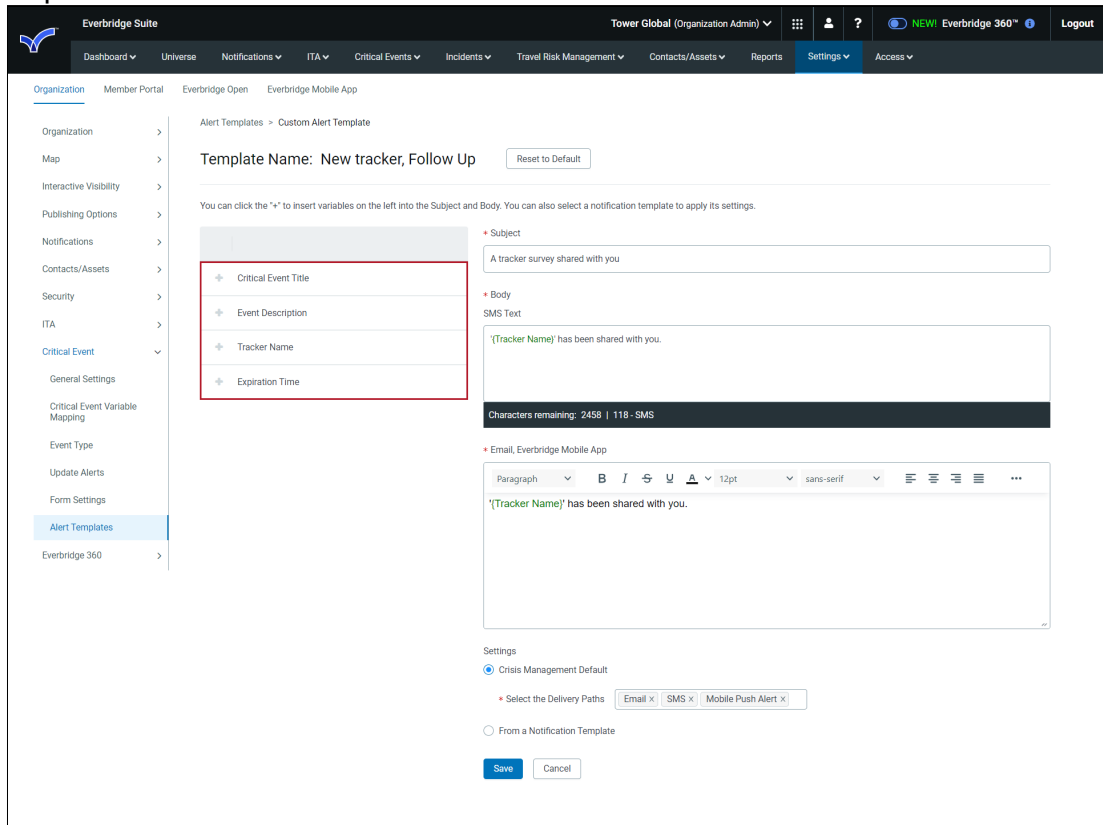 Everbridge Suite
Tower Global (Organization Admin)
?
NEW! Everbridge 360™
Logout
Dashboard
Universe
Notifications
ITA
Critical Events
Incidents
Travel Risk Management
Contacts/Assets
Reports
Settings
Access
Organization
Member Portal
Everbridge Open
Everbridge Mobile App
Organization
Map
Interactive Visibility
Publishing Options
Notifications
Contacts/Assets
Security
ITA
Critical Event
General Settings
Critical Event Variable
Mapping
Event Type
Update Alerts
Form Settings
Alert Templates
Everbridge 360
Alert Templates > Custom Alert Template
Template Name: New tracker, Follow Up
Reset to Default
You can click the "+" to insert variables on the left into the Subject and Body. You can also select a notification template to apply its settings.
+ Critical Event Title
+ Event Description
+ Tracker Name
+ Expiration Time
* Subject
A tracker survey shared with you
* Body
SMS Text
'{Tracker Name}' has been shared with you.
Characters remaining: 2458 | 118 - SMS
* Email, Everbridge Mobile App
Paragraph B I S U A 12pt sans-serif ...
'{Tracker Name}' has been shared with you.
Settings
Crisis Management Default
* Select the Delivery Paths Email × SMS × Mobile Push Alert ×
From a Notification Template
Save Cancel